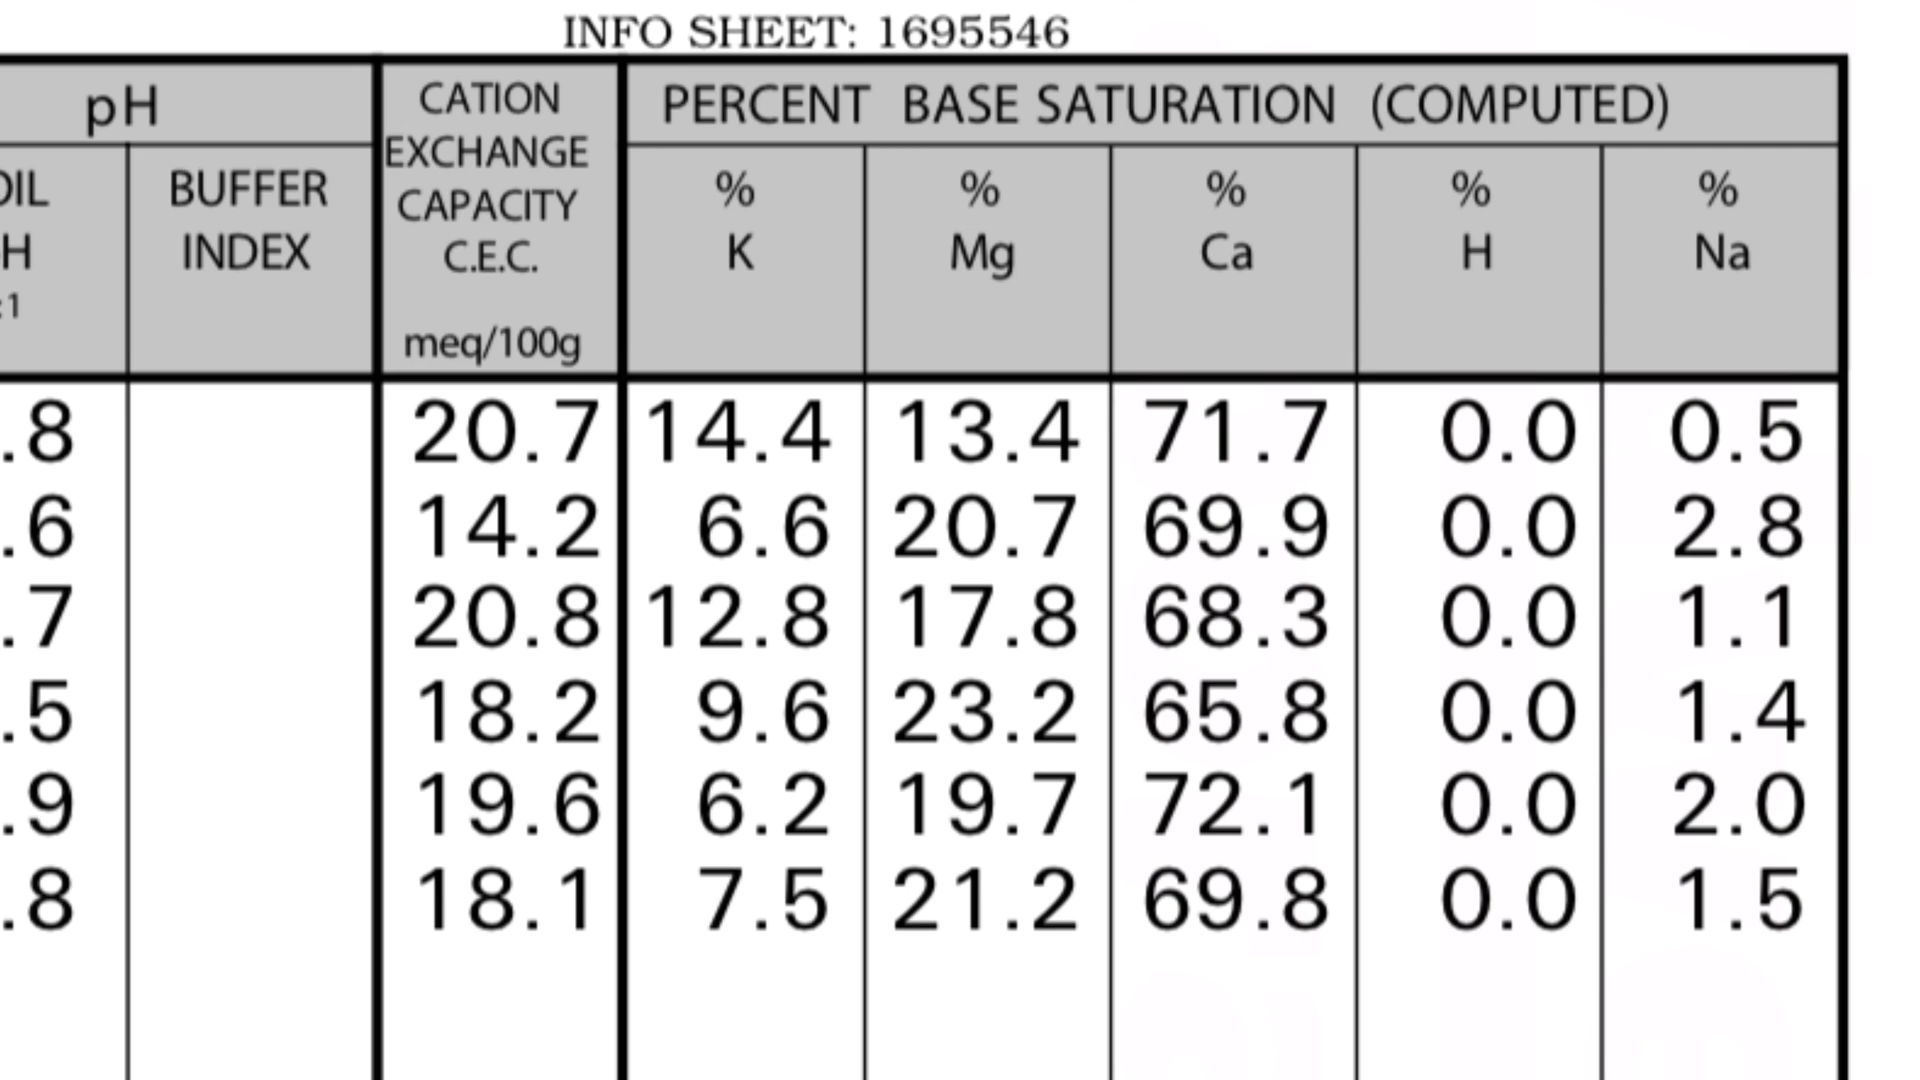 INFO SHEET: 1695546
pH
CATION EXCHANGE CAPACITY C.E.C. meq/100g
PERCENT BASE SATURATION (COMPUTED)
OIL H :1
BUFFER INDEX
% K
% Mg
% Ca
% H
% Na
.8 20.7 14.4 13.4 71.7 0.0 0.5
.6 14.2 6.6 20.7 69.9 0.0 2.8
.7 20.8 12.8 17.8 68.3 0.0 1.1
.5 18.2 9.6 23.2 65.8 0.0 1.4
.9 19.6 6.2 19.7 72.1 0.0 2.0
.8 18.1 7.5 21.2 69.8 0.0 1.5